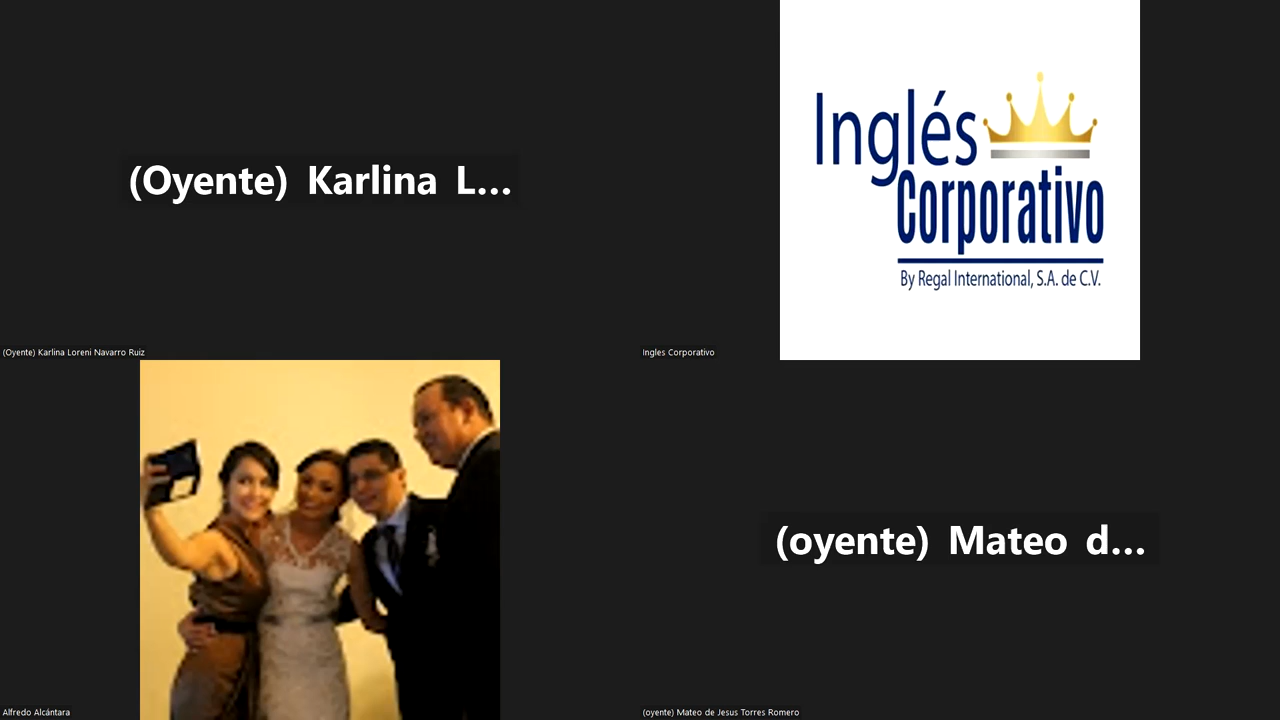 (Oyente) Karlina L...
(Oyente) Karlina Loreni Navarro Ruiz
Inglés
Corporativo
By Regal International, S.A. de C.V.
Ingles Corporativo
Alfredo Alcántara
(oyente) Mateo d...
(oyente) Mateo de Jesus Torres Romero